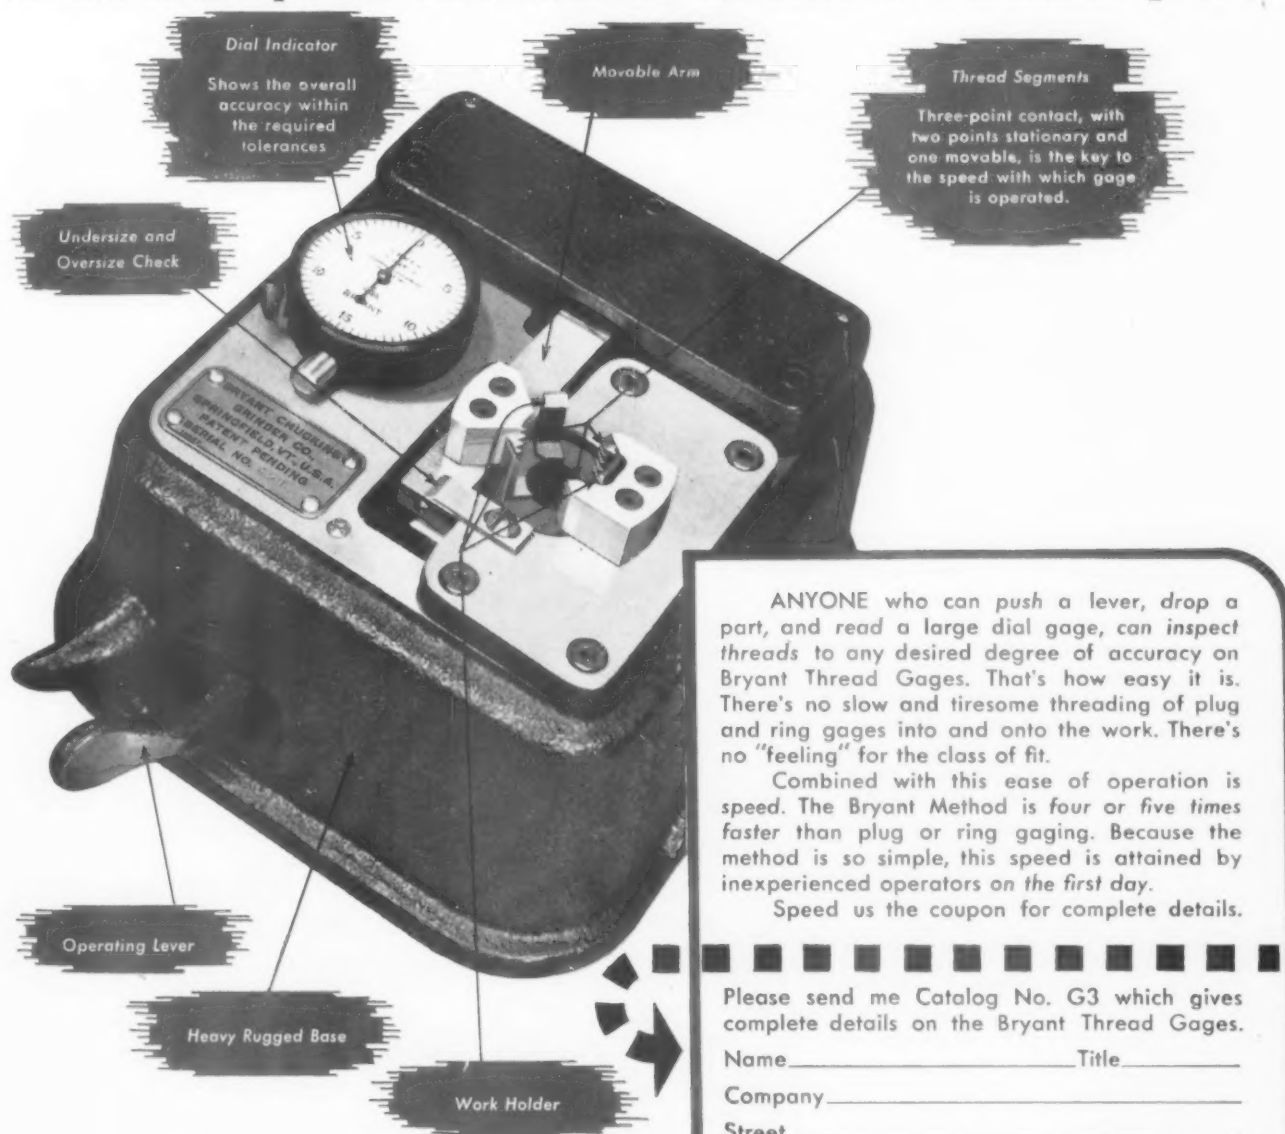 Dial Indicator
Shows the overall
accuracy within
the required
tolerances
Movable Arm
Thread Segments
Three-point contact, with
two points stationary and
one movable, is the key to
the speed with which gage
is operated.
Undersize and
Oversize Check
5
0
5
10
10
15
BRYANT
BRYANT CHUCKING
GRINDER CO.,
SPRINGFIELD, VT., U.S.A.
PATENT PENDING
SERIAL NO.
ANYONE who can push a lever, drop a
part, and read a large dial gage, can inspect
threads to any desired degree of accuracy on
Bryant Thread Gages. That's how easy it is.
There's no slow and tiresome threading of plug
and ring gages into and onto the work. There's
no "feeling" for the class of fit.
Combined with this ease of operation is
speed. The Bryant Method is four or five times
faster than plug or ring gaging. Because the
method is so simple, this speed is attained by
inexperienced operators on the first day.
Speed us the coupon for complete details.
Operating Lever
Heavy Rugged Base
Work Holder
Please send me Catalog No. G3 which gives
complete details on the Bryant Thread Gages.
Name Title
Company
Street